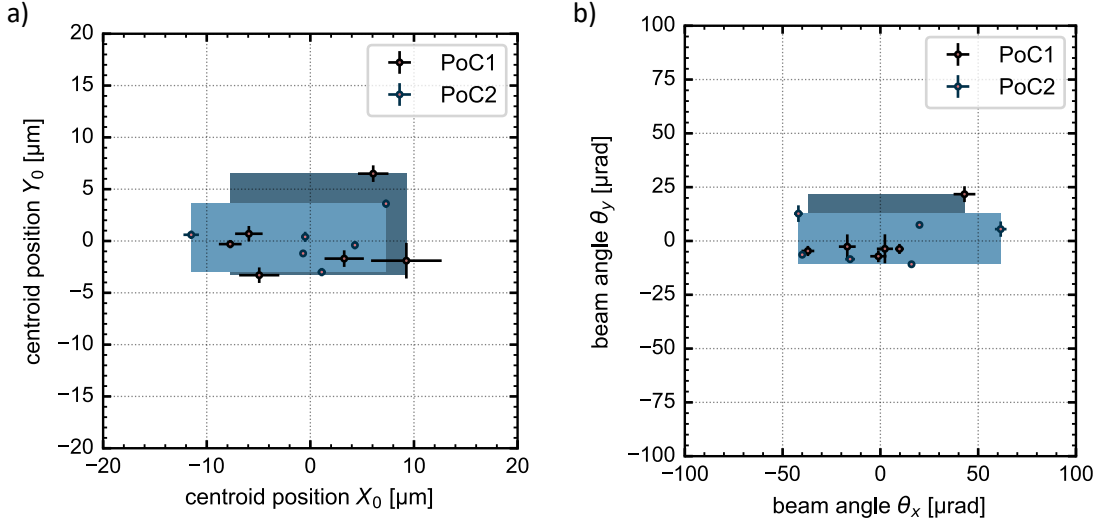 a)
20
15
10
5
0
−5
−10
−15
−20
centroid position Y0 [μm]
−20 −10 0 10 20
centroid position X0 [μm]
PoC1
PoC2
b)
100
75
50
25
0
−25
−50
−75
−100
beam angle θy [μrad]
−100 −50 0 50 100
beam angle θx [μrad]
PoC1
PoC2